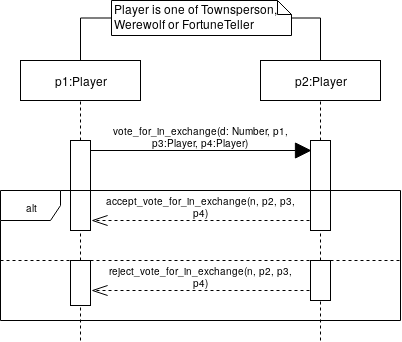 Player is one of Townsperson,
Werewolf or FortuneTeller
p1:Player
p2:Player
vote_for_in_exchange(d: Number, p1,
p3:Player, p4:Player)
alt
accept_vote_for_in_exchange(n, p2, p3,
p4)
reject_vote_for_in_exchange(n, p2, p3,
p4)